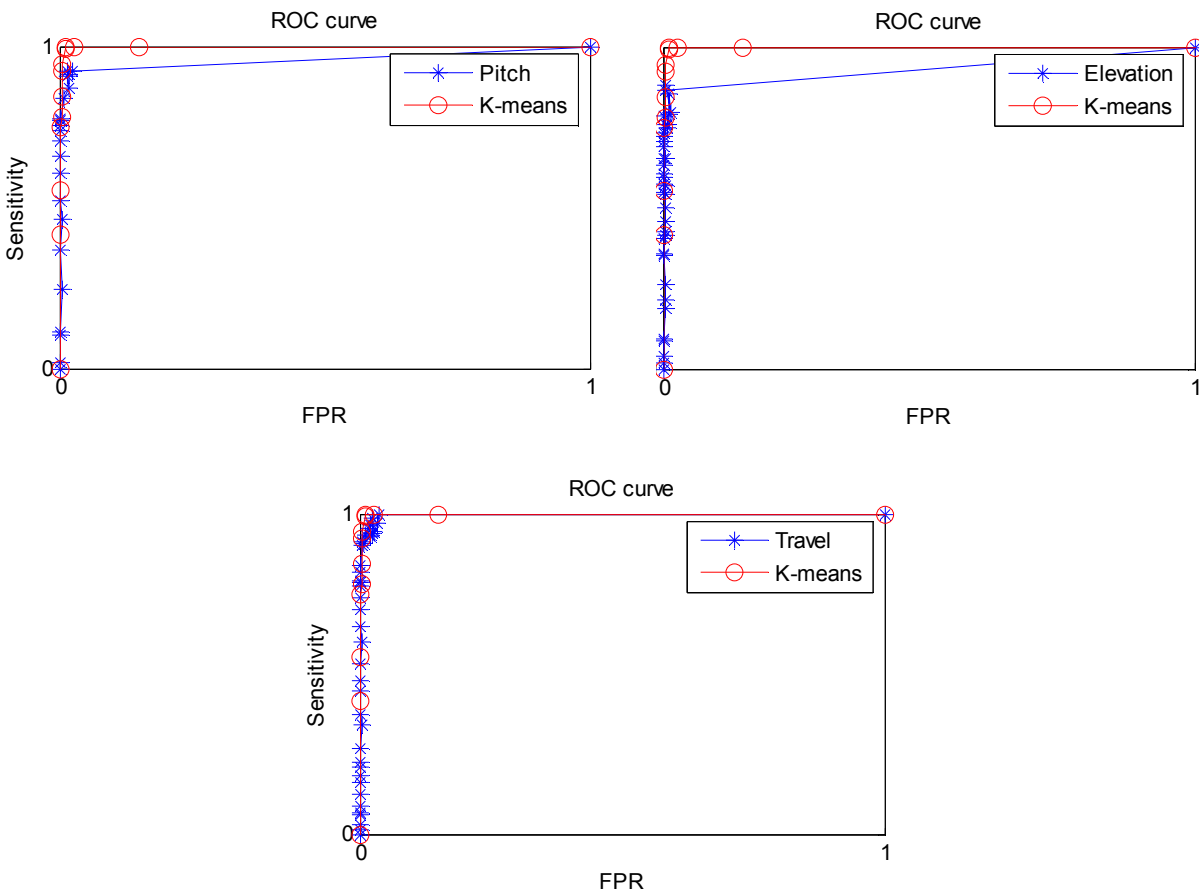 ROC curve
1
Pitch
K-means
Sensitivity
0
0
1
FPR
ROC curve
1
Elevation
K-means
0
0
1
FPR
ROC curve
1
Travel
K-means
Sensitivity
0
0
1
FPR